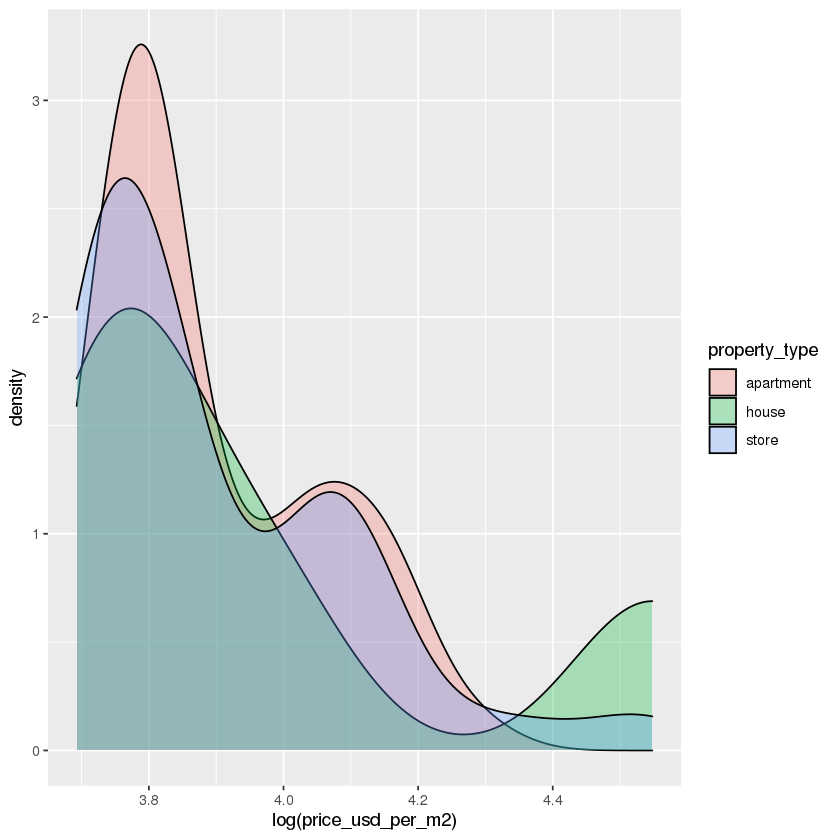 3
2
1
0
density
3.8
4.0
4.2
4.4
log(price_usd_per_m2)
property_type
apartment
house
store